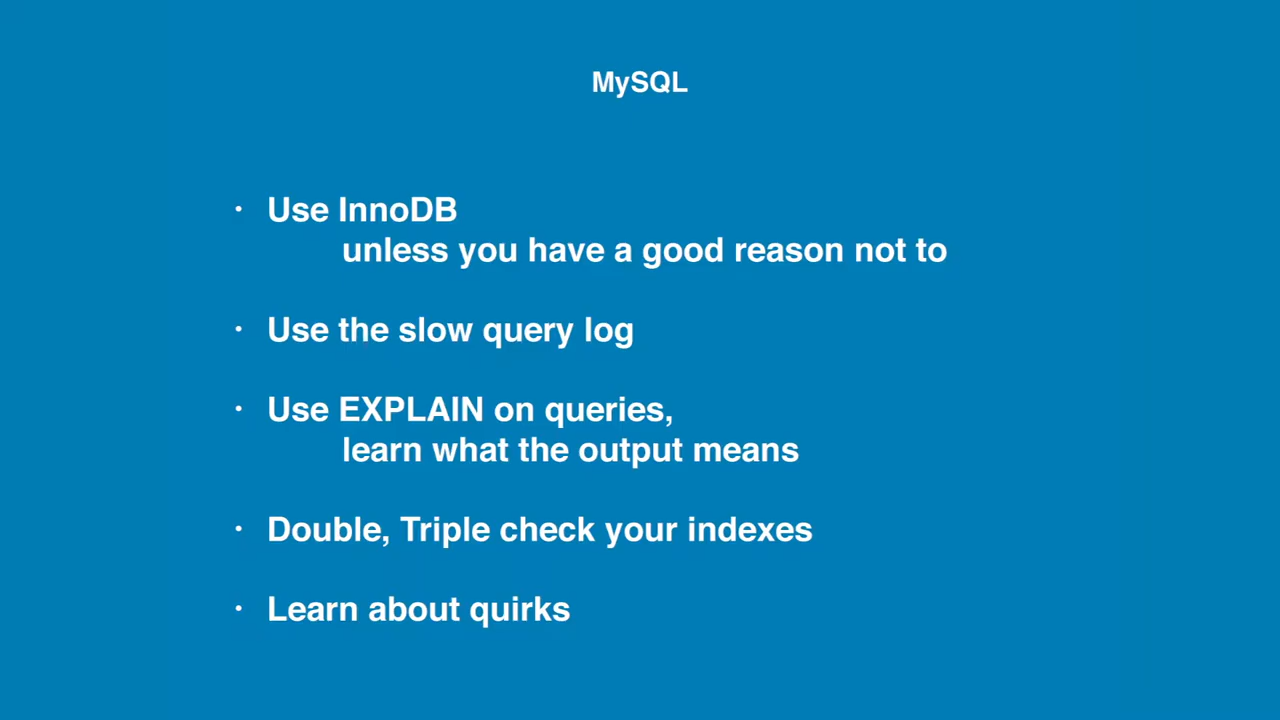 MySQL
• Use InnoDB
unless you have a good reason not to
• Use the slow query log
• Use EXPLAIN on queries,
learn what the output means
• Double, Triple check your indexes
• Learn about quirks